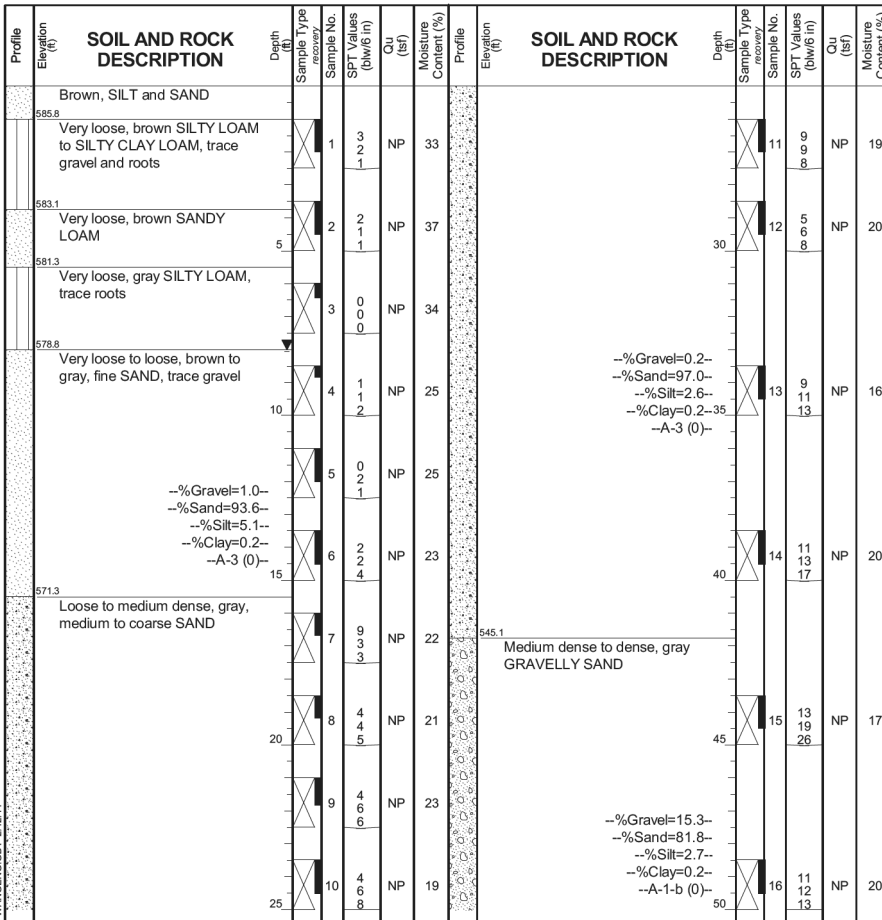 Profile
Elevation (ft)
SOIL AND ROCK
DESCRIPTION
Depth (ft)
Sample Type
recovery
Sample No.
SPT Values (blw/6 in)
Qu (tsf)
Moisture Content (%)
Brown, SILT and SAND
585.8
Very loose, brown SILTY LOAM
to SILTY CLAY LOAM, trace
gravel and roots
1
3
2
1
NP
33
583.1
Very loose, brown SANDY
LOAM
5
2
2
1
1
NP
37
581.3
Very loose, gray SILTY LOAM,
trace roots
3
0
0
0
NP
34
578.8
Very loose to loose, brown to
gray, fine SAND, trace gravel
10
4
1
1
2
NP
25
5
0
2
1
NP
25
--%Gravel=1.0--
--%Sand=93.6--
--%Silt=5.1--
--%Clay=0.2--
--A-3 (0)--
15
6
2
2
4
NP
23
571.3
Loose to medium dense, gray,
medium to coarse SAND
7
9
3
3
NP
22
20
8
4
4
5
NP
21
9
4
6
6
NP
23
25
10
4
6
8
NP
19
Profile
Elevation (ft)
SOIL AND ROCK
DESCRIPTION
Depth (ft)
Sample Type
recovery
Sample No.
SPT Values (blw/6 in)
Qu (tsf)
Moisture Content (%)
11
9
9
8
NP
19
30
12
5
6
8
NP
20
--%Gravel=0.2--
--%Sand=97.0--
--%Silt=2.6--
--%Clay=0.2--
--A-3 (0)--
35
13
9
11
13
NP
16
40
14
11
13
17
NP
20
545.1
Medium dense to dense, gray
GRAVELLY SAND
45
15
13
19
26
NP
17
--%Gravel=15.3--
--%Sand=81.8--
--%Silt=2.7--
--%Clay=0.2--
--A-1-b (0)--
50
16
11
12
13
NP
20